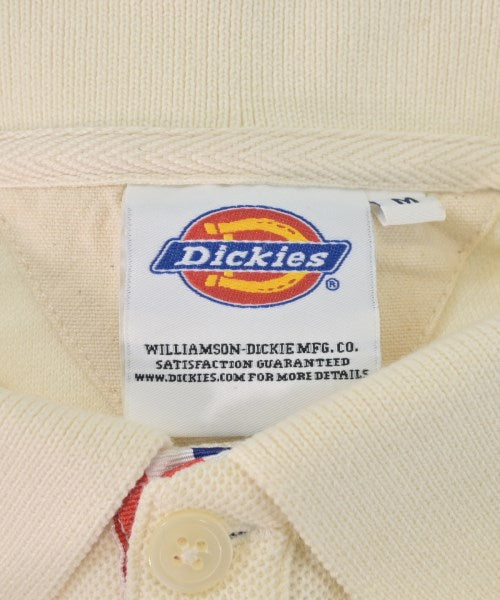 M
Dickies
®
WILLIAMSON-DICKIE MFG. CO.
SATISFACTION GUARANTEED
WWW.DICKIES.COM FOR MORE DETAILS